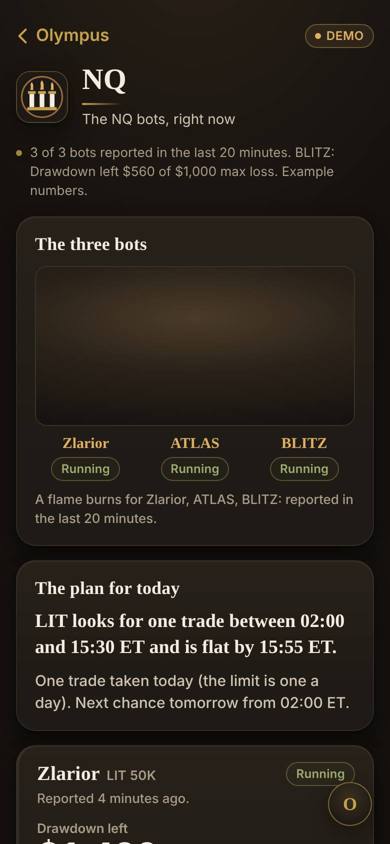 Olympus
DEMO
NQ
The NQ bots, right now
3 of 3 bots reported in the last 20 minutes. BLITZ:
Drawdown left $560 of $1,000 max loss. Example
numbers.
The three bots
Zlarior
ATLAS
BLITZ
Running
Running
Running
A flame burns for Zlarior, ATLAS, BLITZ: reported in
the last 20 minutes.
The plan for today
LIT looks for one trade between 02:00
and 15:30 ET and is flat by 15:55 ET.
One trade taken today (the limit is one a
day). Next chance tomorrow from 02:00 ET.
Zlarior LIT 50K
Running
Reported 4 minutes ago.
O
Drawdown left